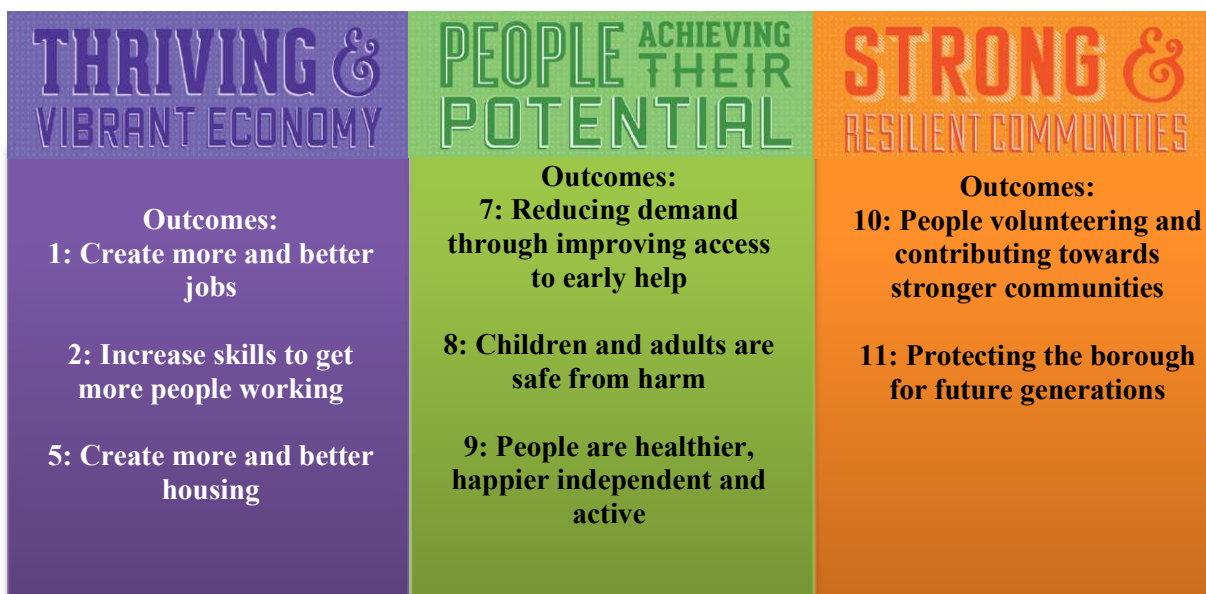 THRIVING &
VIBRANT ECONOMY
Outcomes:
1: Create more and better
jobs
2: Increase skills to get
more people working
5: Create more and better
housing
PEOPLE ACHIEVING
THEIR
POTENTIAL
Outcomes:
7: Reducing demand
through improving access
to early help
8: Children and adults are
safe from harm
9: People are healthier,
happier independent and
active
STRONG &
RESILIENT COMMUNITIES
Outcomes:
10: People volunteering and
contributing towards
stronger communities
11: Protecting the borough
for future generations